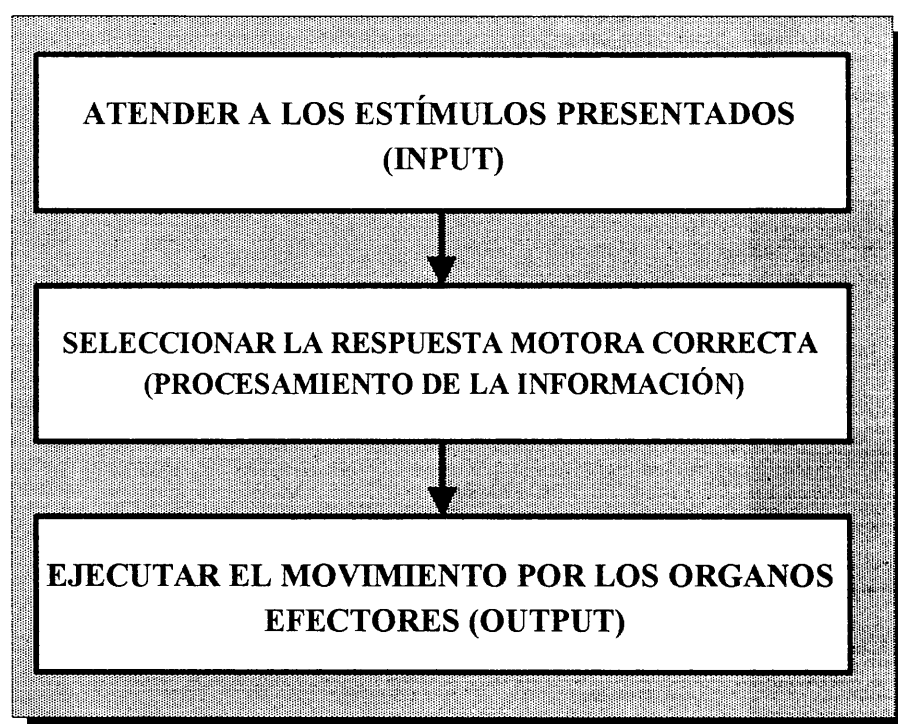 ATENDER A LOS ESTÍMULOS PRESENTADOS
(INPUT)
SELECCIONAR LA RESPUESTA MOTORA CORRECTA
(PROCESAMIENTO DE LA INFORMACIÓN)
EJECUTAR EL MOVIMIENTO POR LOS ORGANOS
EFECTORES (OUTPUT)